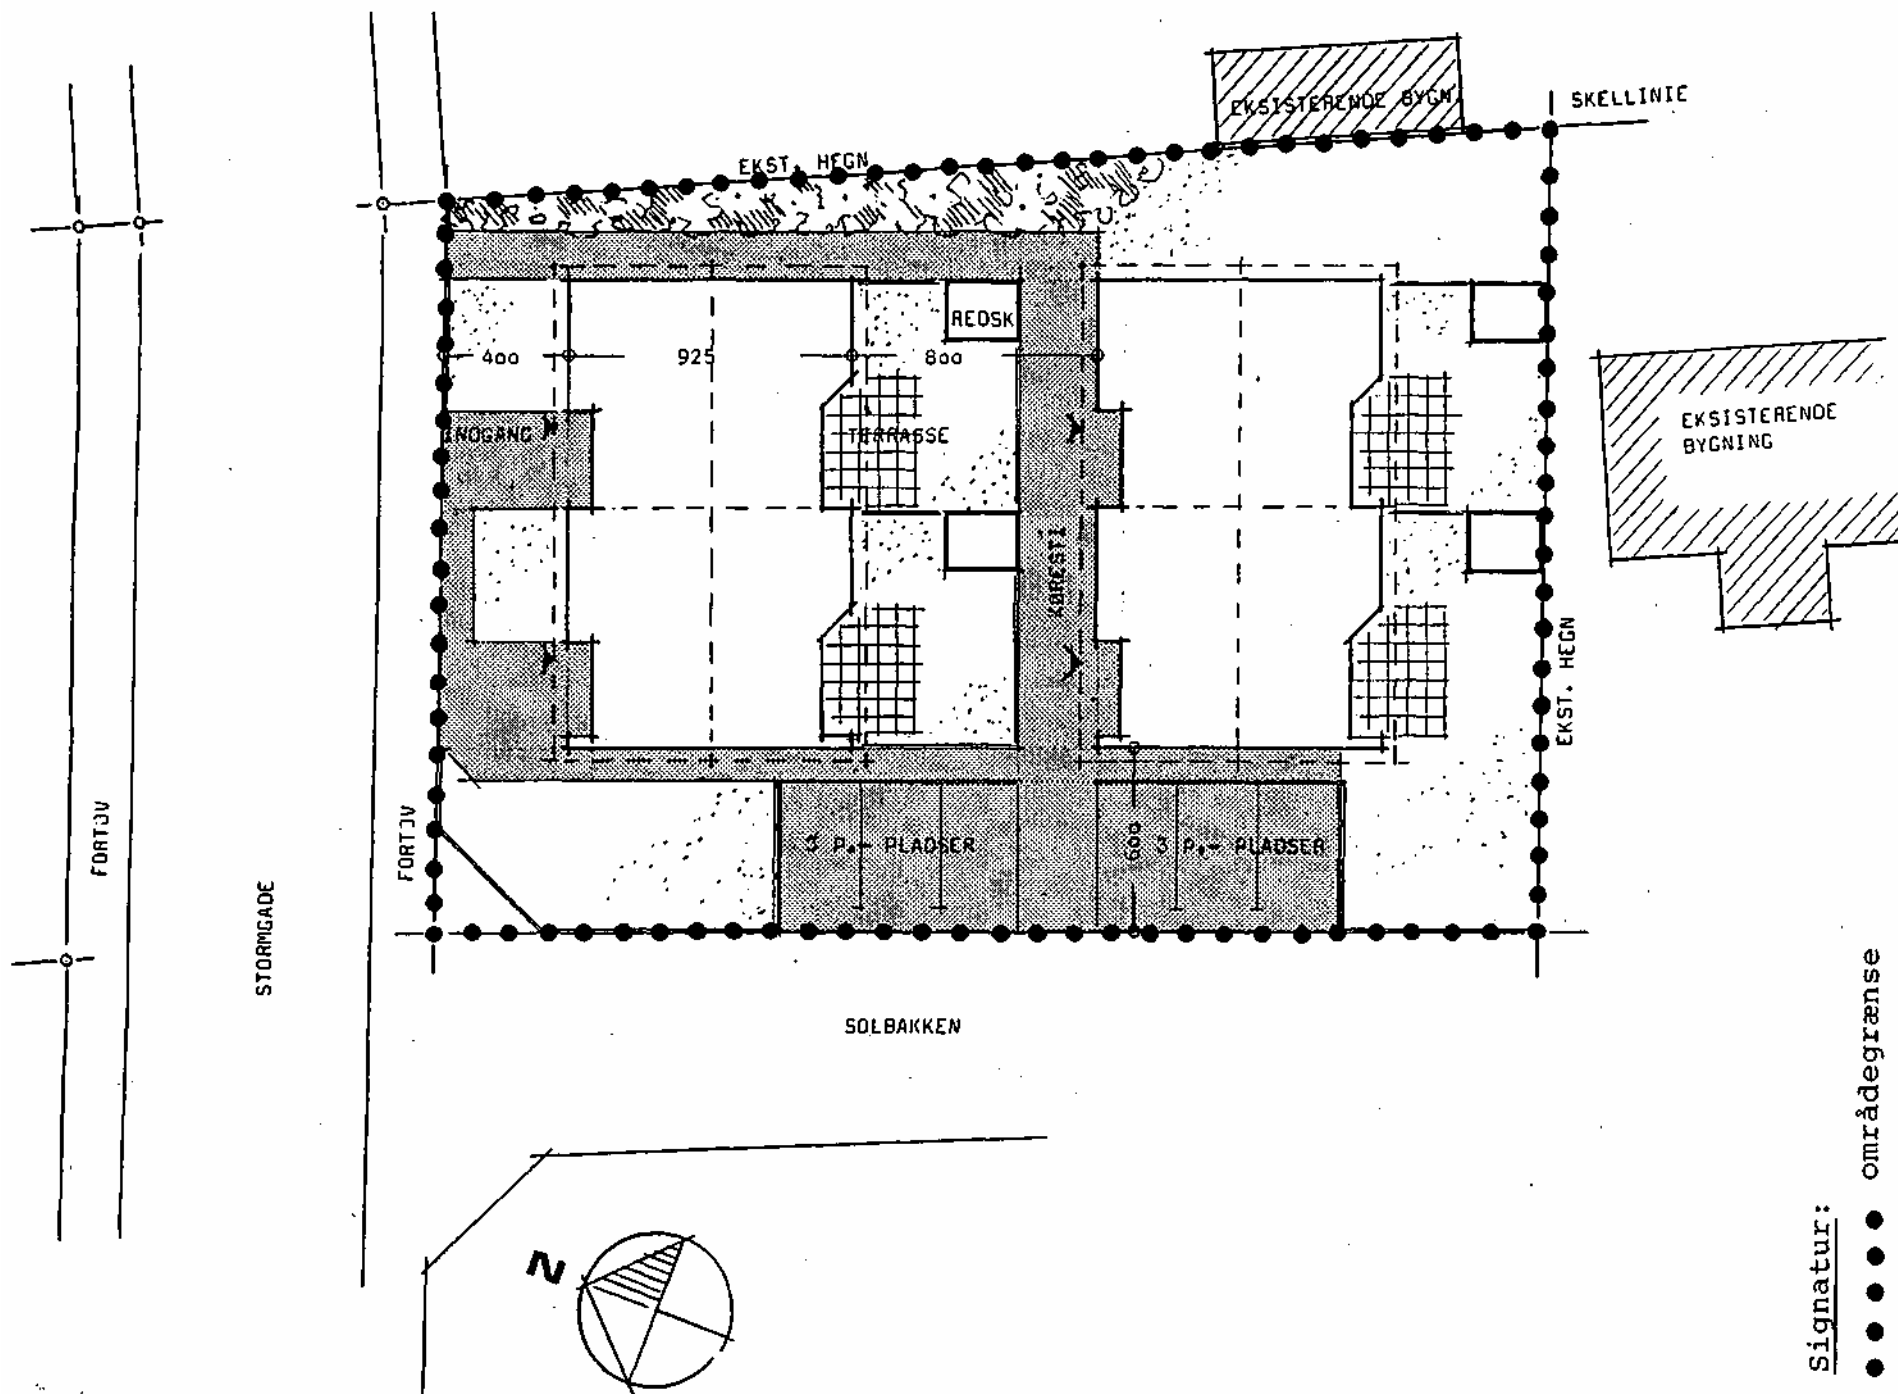 EKSISTERENDE BYGN.
SKELLINIE
EKST. HEGN
REDSK
400
925
800
INDGANG
TERRASSE
EKSISTERENDE
BYGNING
KØRESTI
EKST. HEGN
FORTOV
FORTOV
STORMGADE
3 P.- PLADSER
600
3 P.- PLADSER
SOLBAKKEN
N
Signatur:
områdegrænse